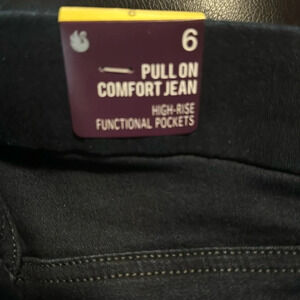 6
PULL ON
COMFORT JEAN
HIGH-RISE
FUNCTIONAL POCKETS